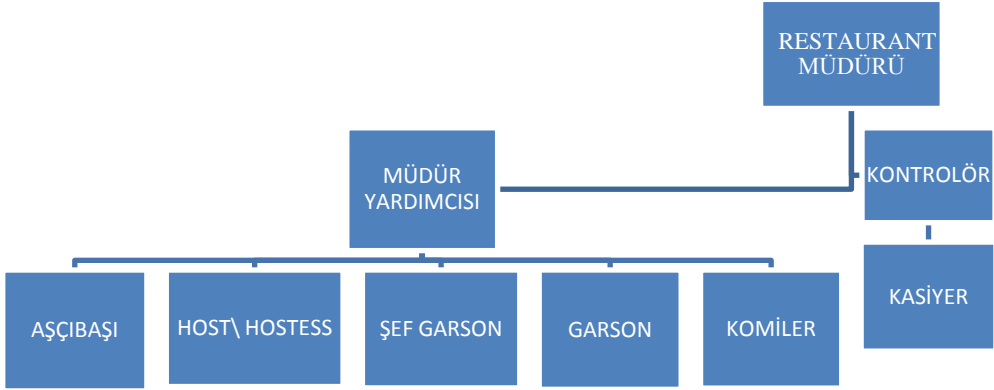 RESTAURANT
MÜDÜRÜ
MÜDÜR
YARDIMCISI
KONTROLÖR
AŞÇIBAŞI
HOST\ HOSTESS
ŞEF GARSON
GARSON
KOMİLER
KASİYER